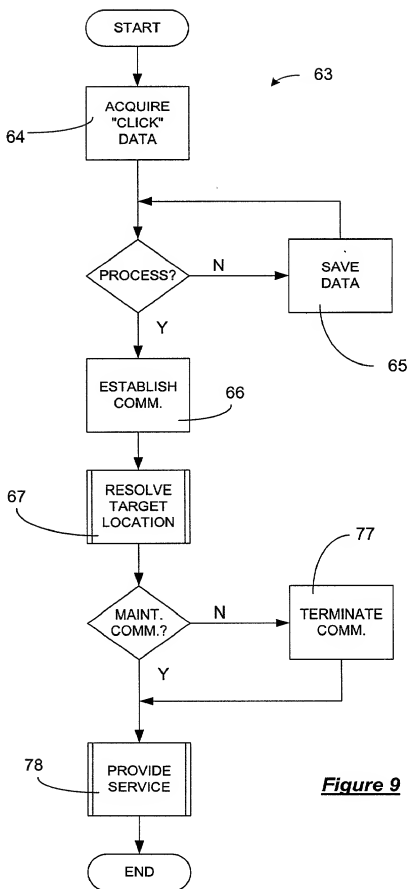 START
63
ACQUIRE
"CLICK"
DATA
64
PROCESS?
N
SAVE
DATA
Y
65
ESTABLISH
COMM.
66
RESOLVE
TARGET
LOCATION
67
77
MAINT.
COMM.?
N
TERMINATE
COMM.
Y
PROVIDE
SERVICE
78
Figure 9
END